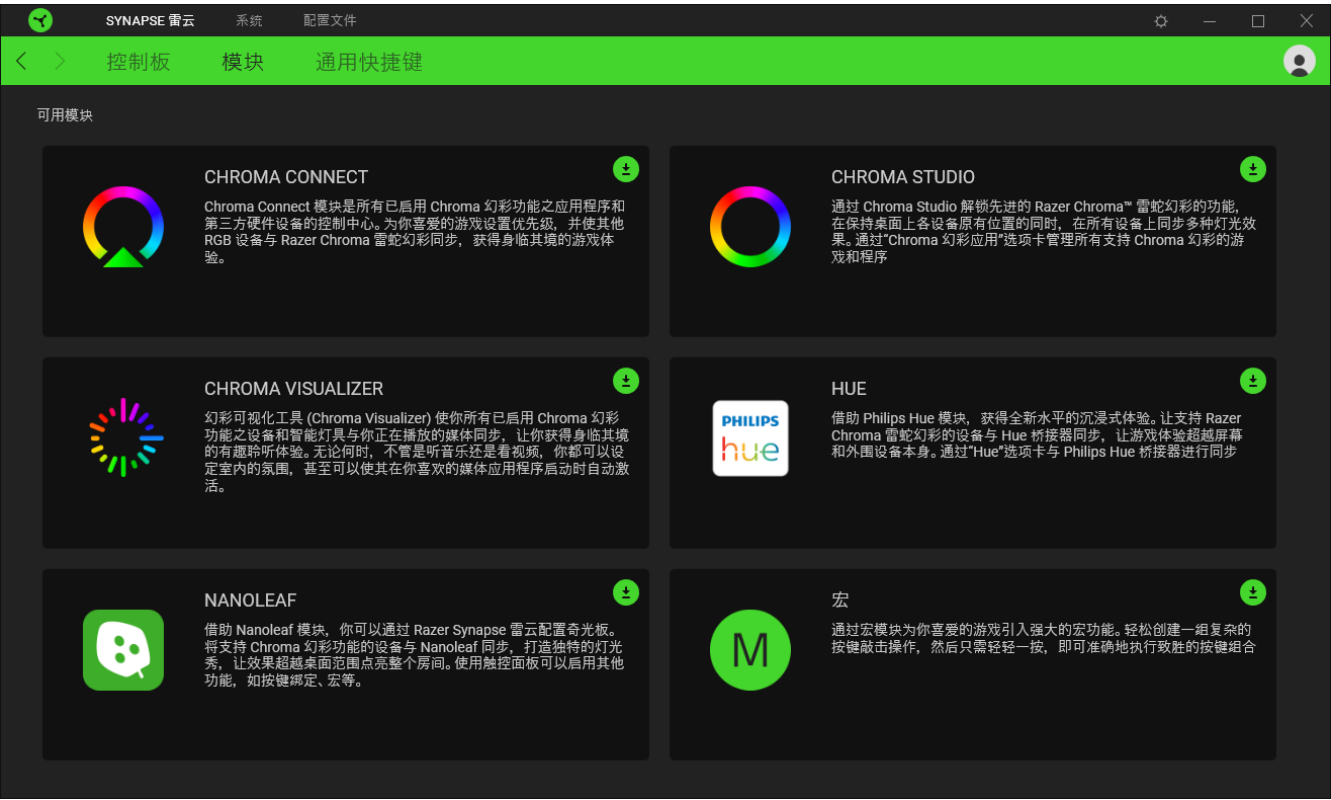 SYNAPSE 雷云 系统 配置文件
控制板 模块 通用快捷键
可用模块
CHROMA CONNECT
Chroma Connect 模块是所有已启用 Chroma 幻彩功能之应用程序和
第三方硬件设备的控制中心。为你喜爱的游戏设置优先级，并使其他
RGB 设备与 Razer Chroma 雷蛇幻彩同步，获得身临其境的游戏体
验。
CHROMA STUDIO
通过 Chroma Studio 解锁先进的 Razer Chroma™ 雷蛇幻彩的功能，
在保持桌面上各设备原有位置的同时，在所有设备上同步多种灯光效
果。通过“Chroma 幻彩应用”选项卡管理所有支持 Chroma 幻彩的游
戏和程序
CHROMA VISUALIZER
幻彩可视化工具 (Chroma Visualizer) 使你所有已启用 Chroma 幻彩
功能之设备和智能灯具与你正在播放的媒体同步，让你获得身临其境
的有趣聆听体验。无论何时，不管是听音乐还是看视频，你都可以设
定室内的氛围，甚至可以使其在你喜欢的媒体应用程序启动时自动激
活。
PHILIPS
hue
HUE
借助 Philips Hue 模块，获得全新水平的沉浸式体验。让支持 Razer
Chroma 雷蛇幻彩的设备与 Hue 桥接器同步，让游戏体验超越屏幕
和外围设备本身。通过“Hue”选项卡与 Philips Hue 桥接器进行同步
NANOLEAF
借助 Nanoleaf 模块，你可以通过 Razer Synapse 雷云配置奇光板。
将支持 Chroma 幻彩功能的设备与 Nanoleaf 同步，打造独特的灯光
秀，让效果超越桌面范围点亮整个房间。使用触控面板可以启用其他
功能，如按键绑定、宏等。
M
宏
通过宏模块为你喜爱的游戏引入强大的宏功能。轻松创建一组复杂的
按键敲击操作，然后只需轻轻一按，即可准确地执行致胜的按键组合